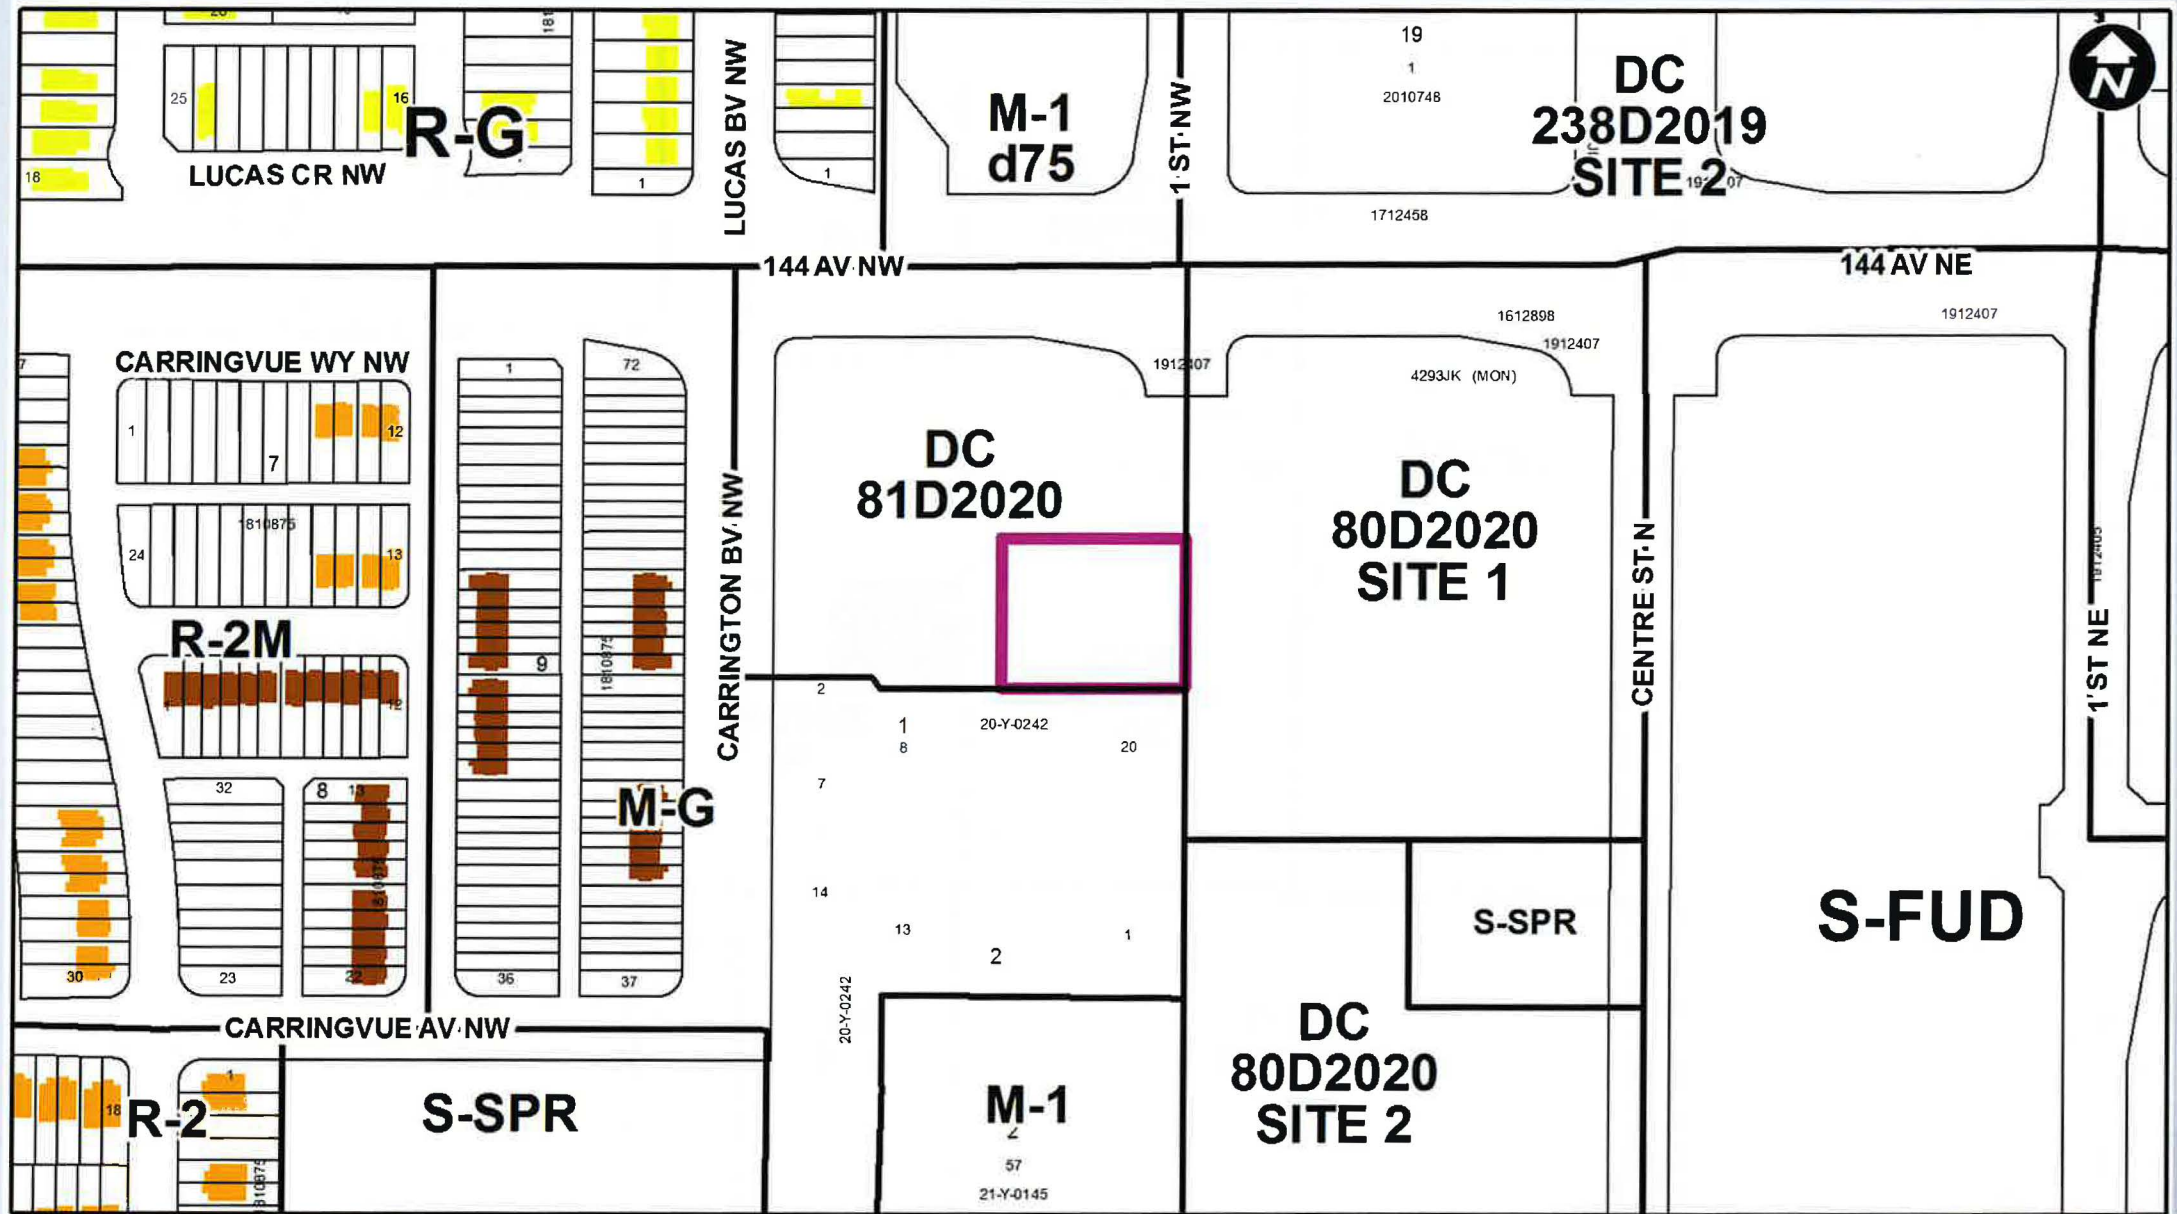 N
25
16
R-G
LUCAS CR NW
18
1
LUCAS BV NW
1
M-1
d75
1 ST NW
19
1
2010748
DC
238D2019
SITE 2
1712458
144 AV NW
144 AV NE
1612898
1912407
1912407
1912407
4293JK (MON)
CARRINGVUE WY NW
7
1
12
7
24
1810875
13
R-2M
12
32
8
13
30
23
22
1
72
9
1810875
M-G
36
37
CARRINGTON BV NW
DC
81D2020
DC
80D2020
SITE 1
CENTRE ST N
1 ST NE
2
1
8
20-Y-0242
20
7
14
13
2
1
20-Y-0242
S-SPR
S-FUD
CARRINGVUE AV NW
R-2
18
1
S-SPR
M-1
2
57
21-Y-0145
DC
80D2020
SITE 2